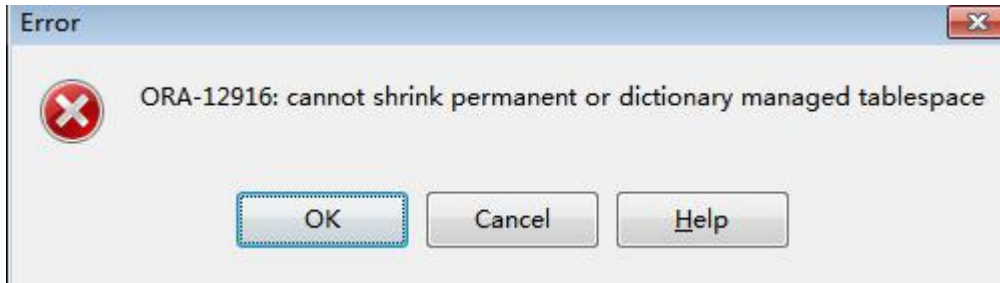 Error
ORA-12916: cannot shrink permanent or dictionary managed tablespace
OK
Cancel
Help